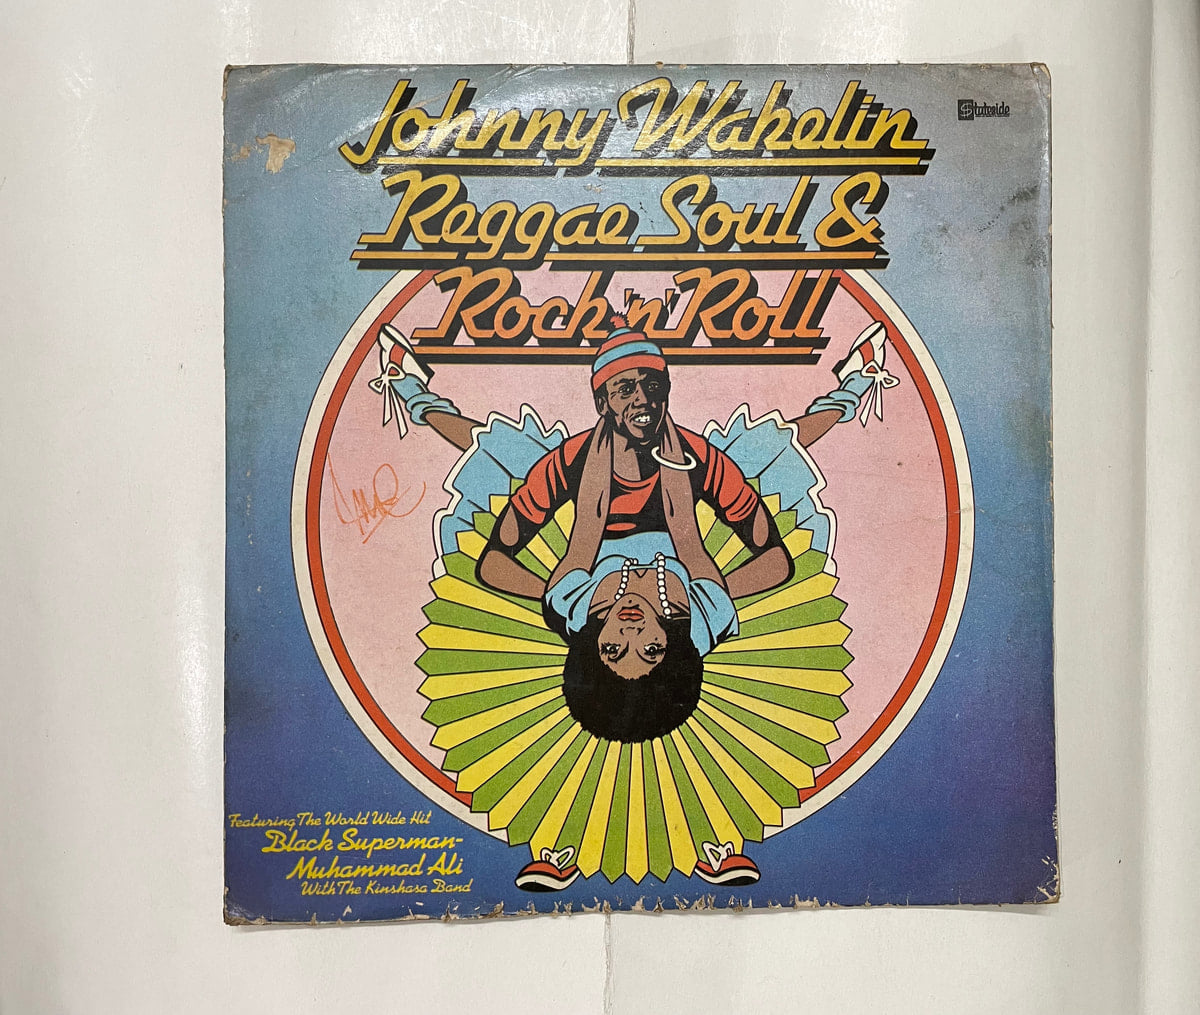 Johnny Wakelin
Stateside
Reggae Soul &
Rock 'n' Roll
Featuring The World Wide Hit
Black Superman-
Muhammad Ali
With The Kinshasa Band